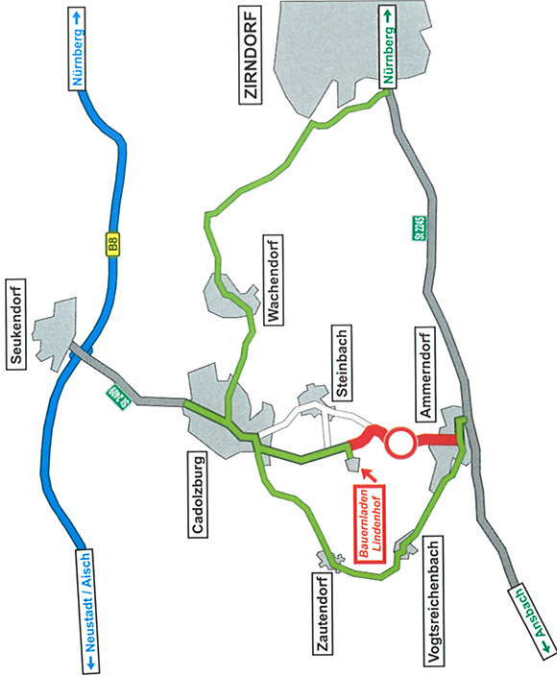 ← Neustadt / Aisch
B8
Nürnberg →
Seukendorf
St 2409
Cadolzburg
Wachendorf
ZIRNDORF
Steinbach
Bauernladen
Lindenhof
Zautendorf
Vogtsreichenbach
Ammerndorf
St 2245
Nürnberg →
← Ansbach